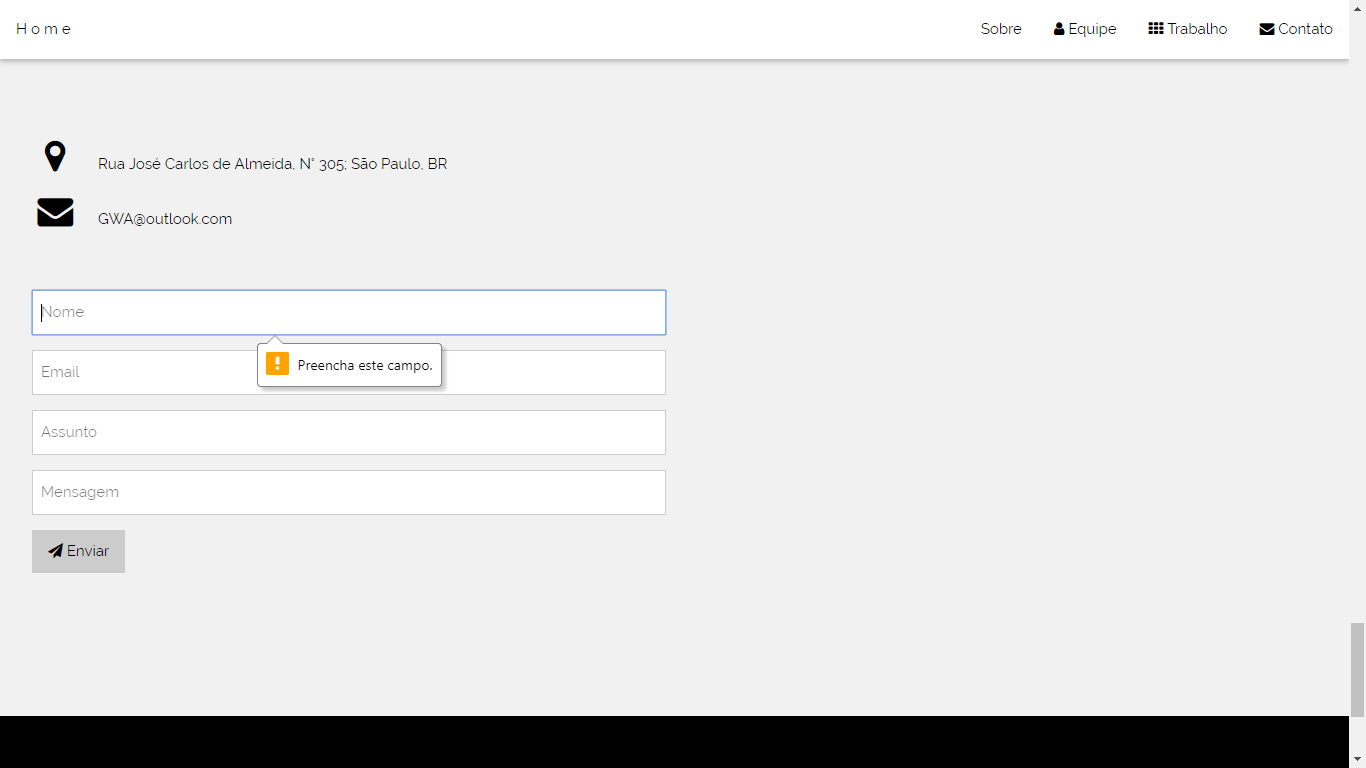 H o m e
Sobre Equipe Trabalho Contato
Rua José Carlos de Almeida, N° 305; São Paulo, BR
GWA@outlook.com
Nome
Preencha este campo.
Email
Assunto
Mensagem
Enviar